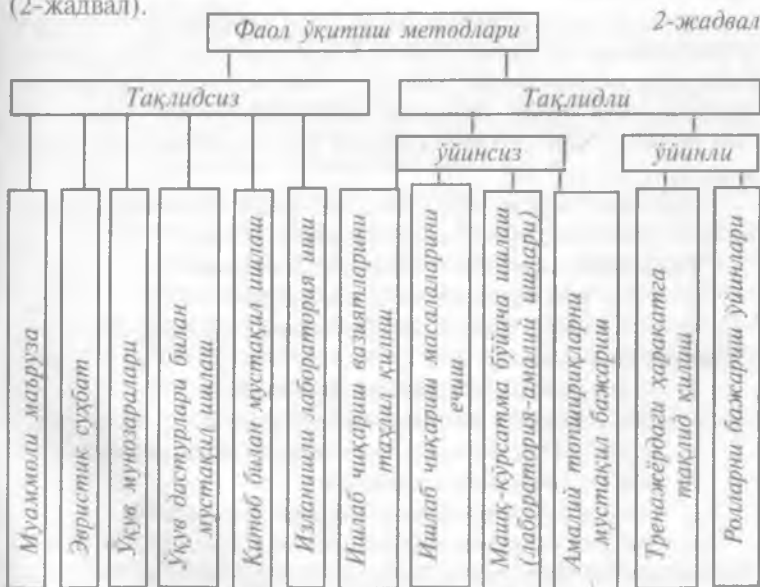 (2-жадвал).
2-жадвал
Фаол ўқитиш методлари
Тақлидсиз
Тақлидли
ўйинсиз
ўйинли
Муаммоли маъруза
Эвристик суҳбат
Ўқув мунозаралари
Ўқув дастурлари билан
мустақил ишлаш
Китоб билан мустақил ишлаш
Изланишли лаборатория иши
Ишлаб чиқариш вазиятларини
таҳлил қилиш
Ишлаб чиқариш масалаларини
ечиш
Машқ-кўрсатма бўйича ишлаш
(лаборатория-амалий ишлари)
Амалий топшириқларни
мустақил бажариш
Тренажёрдаги ҳаракатга
тақлид қилиш
Ролларни бажариш ўйинлари